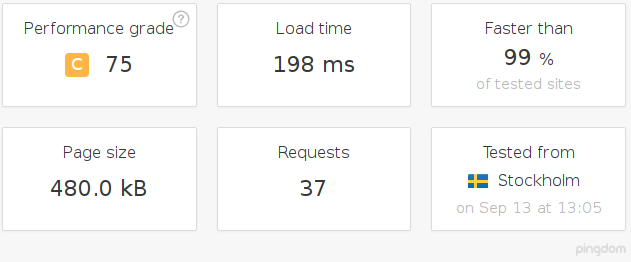 Performance grade ?
C 75
Load time
198 ms
Faster than
99 %
of tested sites
Page size
480.0 kB
Requests
37
Tested from
Stockholm
on Sep 13 at 13:05
pingdom